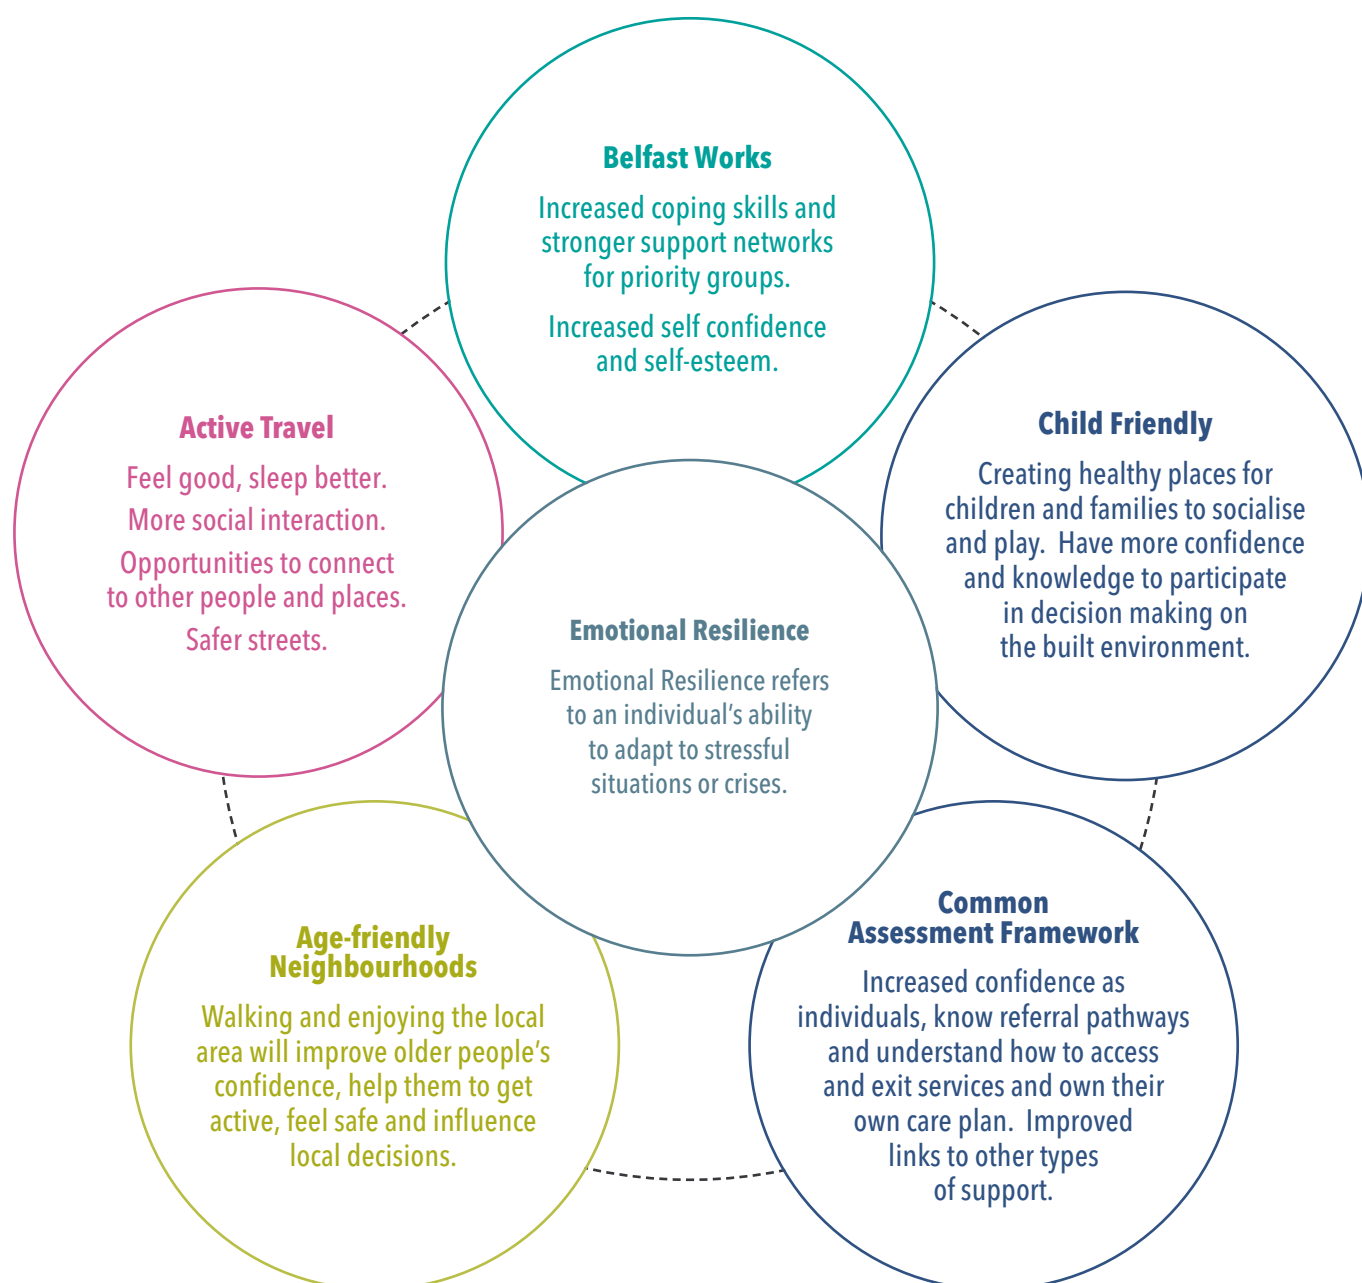 Belfast Works
Increased coping skills and
stronger support networks
for priority groups.
Increased self confidence
and self-esteem.
Active Travel
Feel good, sleep better.
More social interaction.
Opportunities to connect
to other people and places.
Safer streets.
Child Friendly
Creating healthy places for
children and families to socialise
and play.  Have more confidence
and knowledge to participate
in decision making on
the built environment.
Emotional Resilience
Emotional Resilience refers
to an individual’s ability
to adapt to stressful
situations or crises.
Age-friendly
Neighbourhoods
Walking and enjoying the local
area will improve older people’s
confidence, help them to get
active, feel safe and influence
local decisions.
Common
Assessment Framework
Increased confidence as
individuals, know referral pathways
and understand how to access
and exit services and own their
own care plan.  Improved
links to other types
of support.